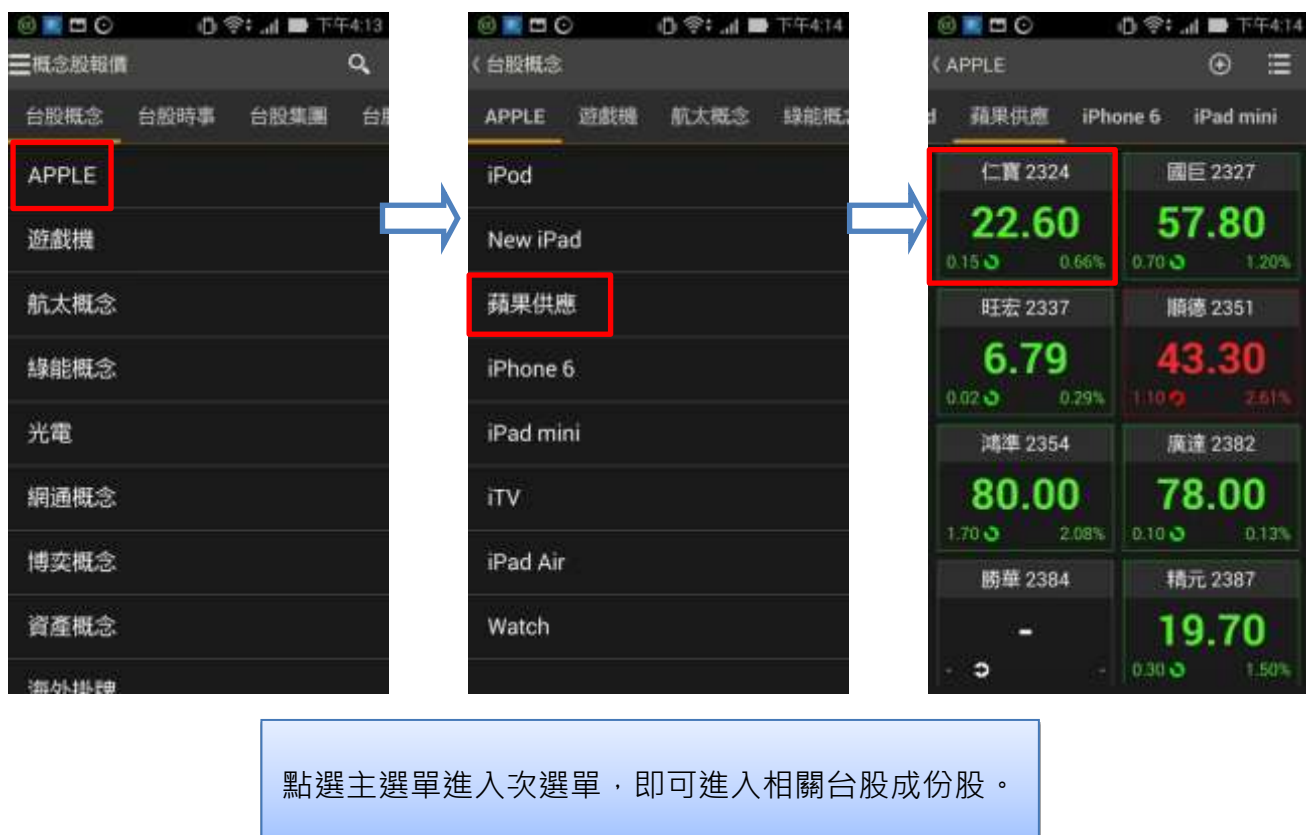 下午4:13
概念股報價
台股概念 台股時事 台股集團 台股
APPLE
遊戲機
航太概念
綠能概念
光電
網通概念
博奕概念
資產概念
海外掛牌
下午4:14
台股概念
APPLE 遊戲機 航太概念 綠能概
iPod
New iPad
蘋果供應
iPhone 6
iPad mini
iTV
iPad Air
Watch
下午4:14
APPLE
d 蘋果供應 iPhone 6 iPad mini
仁寶 2324 國巨 2327
22.60 57.80
0.15 0.66% 0.70 1.20%
旺宏 2337 順德 2351
6.79 43.30
0.02 0.29% 1.10 2.61%
鴻準 2354 廣達 2382
80.00 78.00
1.70 2.08% 0.10 0.13%
勝華 2384 精元 2387
- 19.70
- - 0.30 1.50%
點選主選單進入次選單，即可進入相關台股成份股。